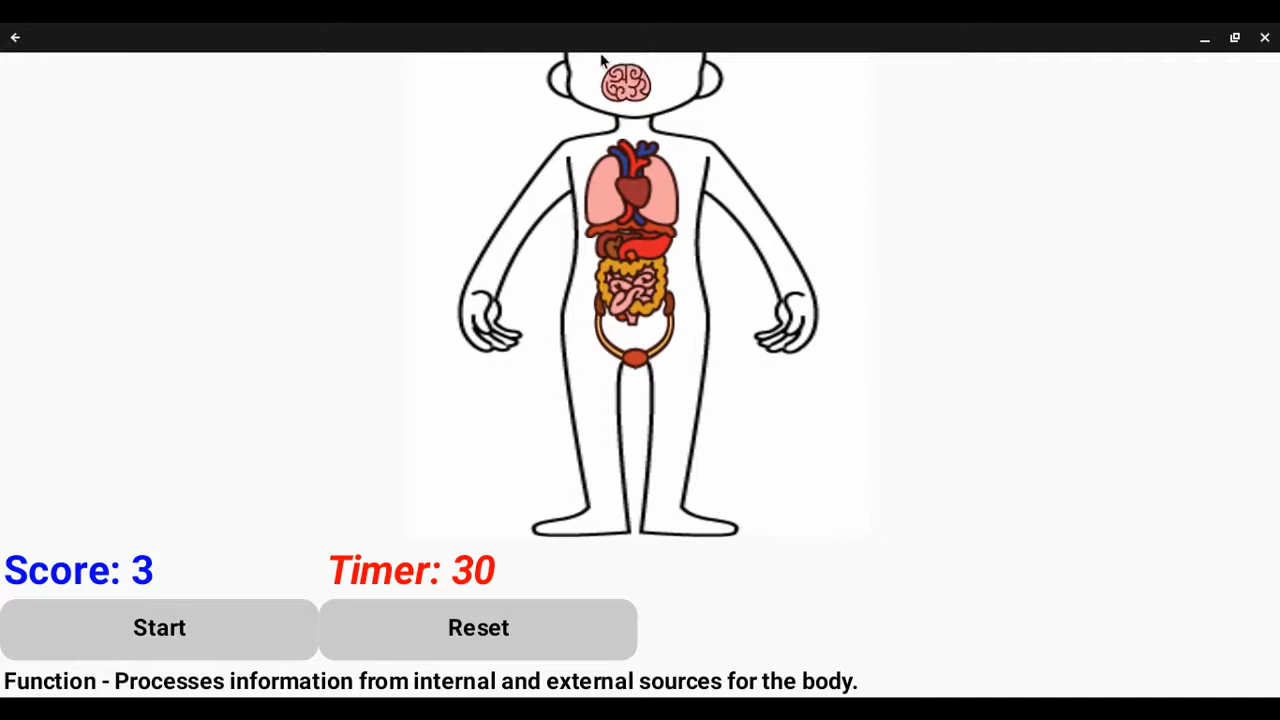 Score: 3
Timer: 30
Start
Reset
Function - Processes information from internal and external sources for the body.